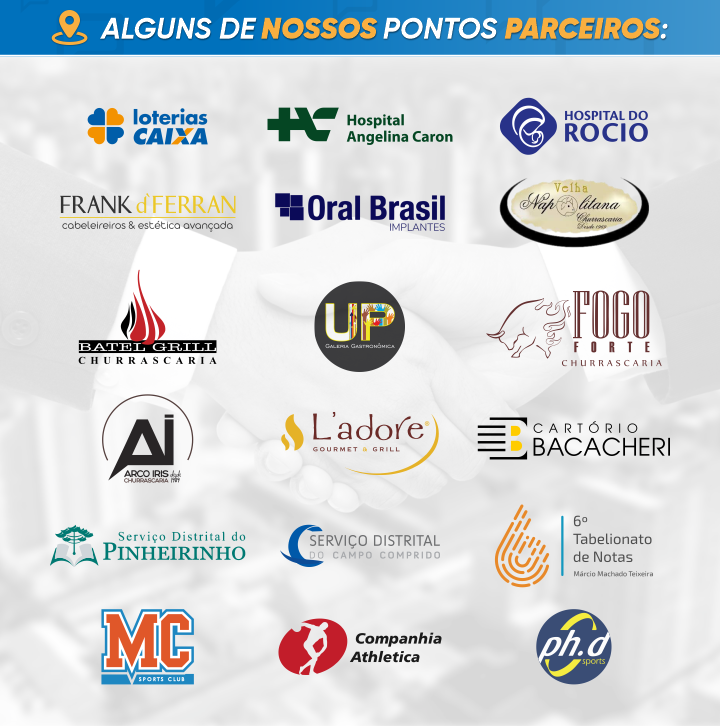 ALGUNS DE NOSSOS PONTOS PARCEIROS:
loterias
CAIXA
Hospital
Angelina Caron
HOSPITAL DO
ROCIO
FRANK d'FERRAN
cabeleireiros & estética avançada
Oral Brasil
IMPLANTES
Velha
Napolitana
Churrascaria
Desde 1969
BATEL GRILL
CHURRASCARIA
UP
GALERIA GASTRONÔMICA
FOGO
FORTE
CHURRASCARIA
AI
ARCO IRIS
CHURRASCARIA
L'adore®
GOURMET & GRILL
CARTÓRIO
BACACHERI
Serviço Distrital do
PINHEIRINHO
SERVIÇO DISTRITAL
DO CAMPO COMPRIDO
6º
Tabelionato
de Notas
Márcio Machado Teixeira
MC
SPORTS CLUB
Companhia
Athletica
ph.d
sports